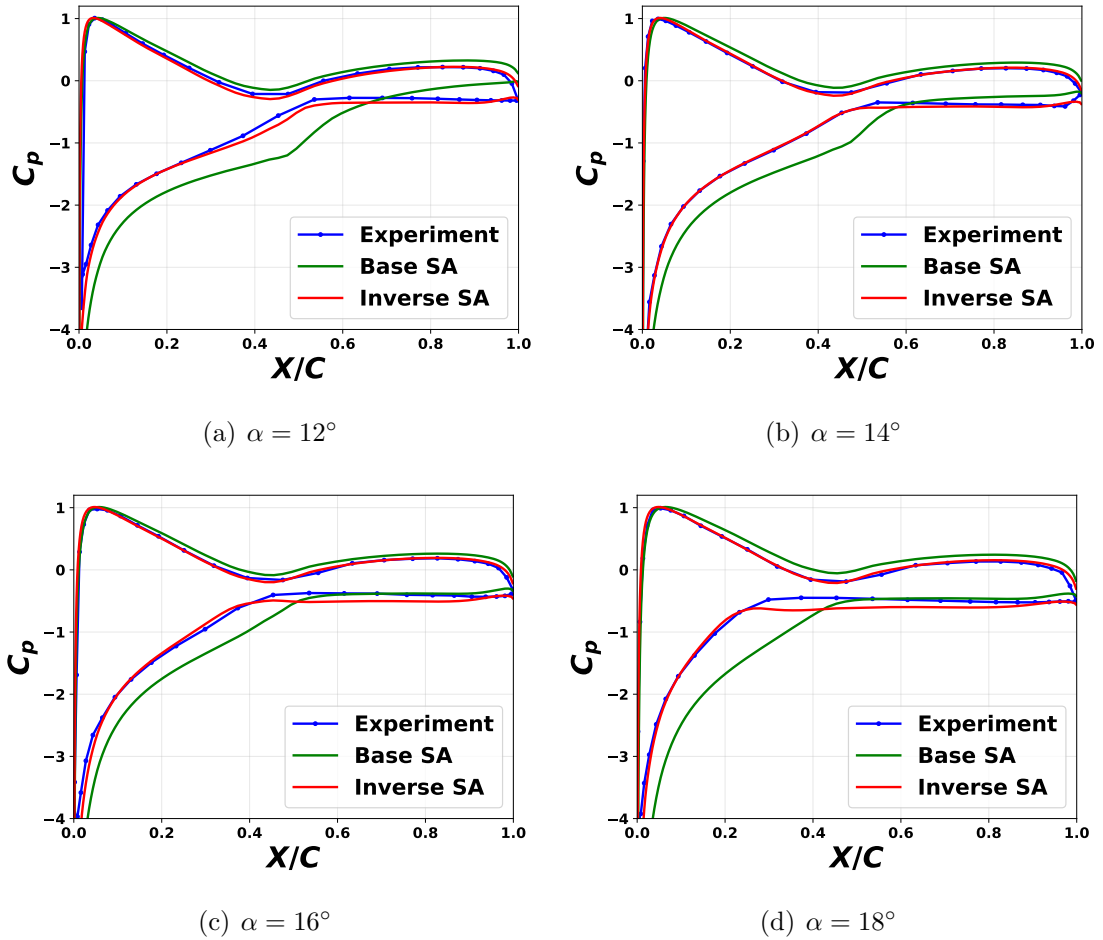 1
0
−1
−2
−3
−4
0.0 0.2 0.4 0.6 0.8 1.0
Cp
X/C
Experiment
Base SA
Inverse SA
(a) α = 12°
1
0
−1
−2
−3
−4
0.0 0.2 0.4 0.6 0.8 1.0
Cp
X/C
Experiment
Base SA
Inverse SA
(b) α = 14°
1
0
−1
−2
−3
−4
0.0 0.2 0.4 0.6 0.8 1.0
Cp
X/C
Experiment
Base SA
Inverse SA
(c) α = 16°
1
0
−1
−2
−3
−4
0.0 0.2 0.4 0.6 0.8 1.0
Cp
X/C
Experiment
Base SA
Inverse SA
(d) α = 18°